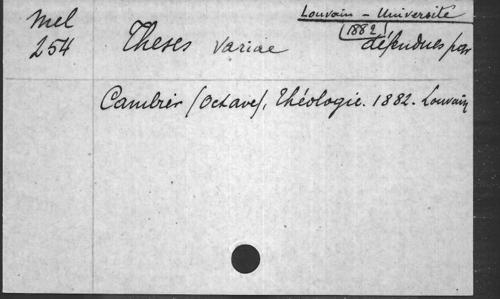 Louvain - Université
Mel (1882)
254 Theses variae défendues par
Cambier (Octave), Théologie. 1882. Louvain